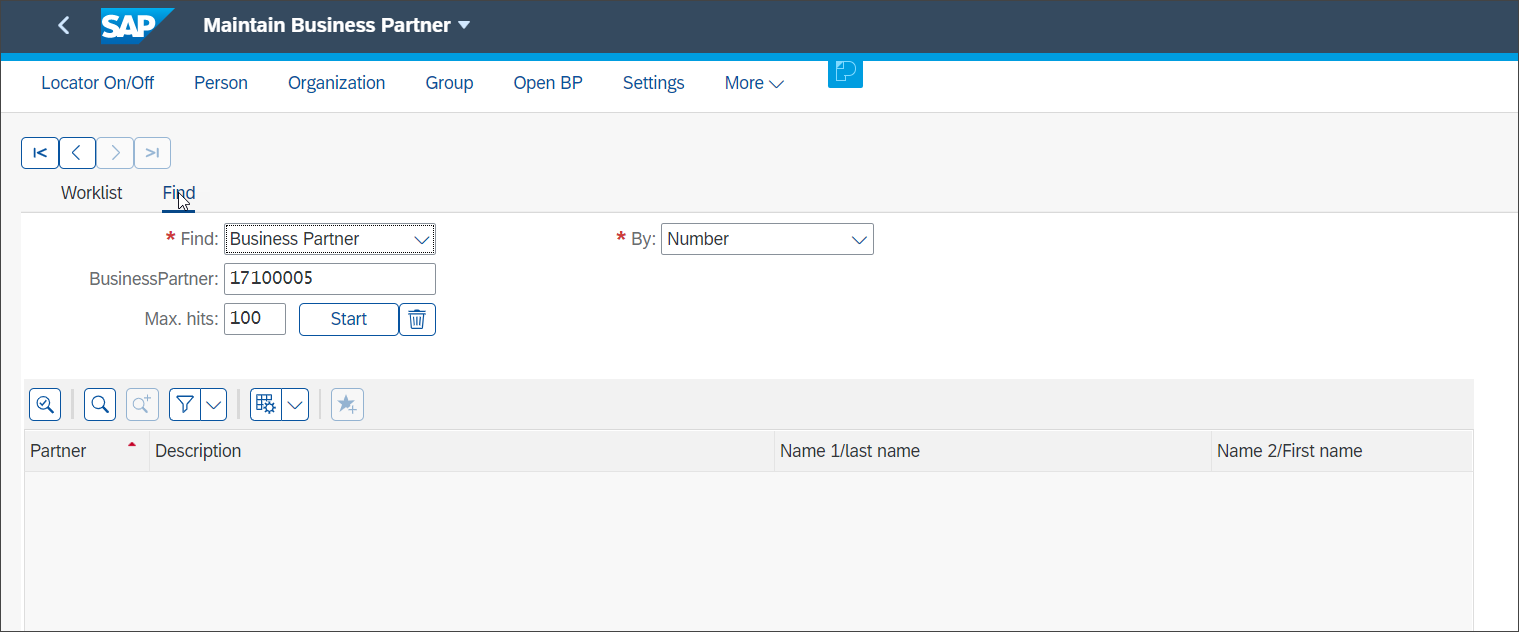 SAP Maintain Business Partner
Locator On/Off Person Organization Group Open BP Settings More
Worklist Find
* Find: Business Partner * By: Number
BusinessPartner: 17100005
Max. hits: 100 Start
Partner Description Name 1/last name Name 2/First name